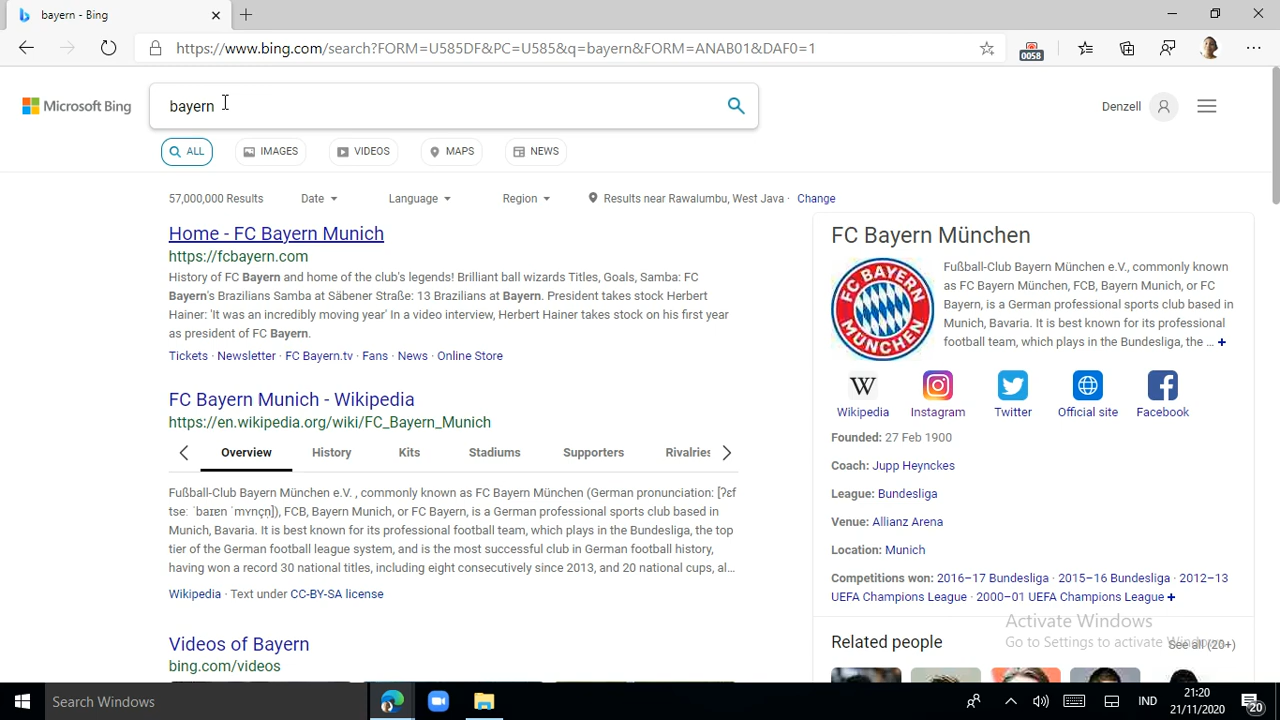 bayern - Bing
https://www.bing.com/search?FORM=U585DF&PC=U585&q=bayern&FORM=ANAB01&DAF0=1
0058
Microsoft Bing
bayern
Denzell
ALL
IMAGES
VIDEOS
MAPS
NEWS
57,000,000 Results
Date
Language
Region
Results near Rawalumbu, West Java · Change
Home - FC Bayern Munich
https://fcbayern.com
History of FC Bayern and home of the club's legends! Brilliant ball wizards Titles, Goals, Samba: FC
Bayern's Brazilians Samba at Säbener Straße: 13 Brazilians at Bayern. President takes stock Herbert
Hainer: 'It was an incredibly moving year' In a video interview, Herbert Hainer takes stock on his first year
as president of FC Bayern.
Tickets · Newsletter · FC Bayern.tv · Fans · News · Online Store
FC Bayern Munich - Wikipedia
https://en.wikipedia.org/wiki/FC_Bayern_Munich
Overview
History
Kits
Stadiums
Supporters
Rivalries
Fußball-Club Bayern München e.V. , commonly known as FC Bayern München (German pronunciation: [ʔɛf
tseː ˈbaɪɐn ˈmʏnçn̩]), FCB, Bayern Munich, or FC Bayern, is a German professional sports club based in
Munich, Bavaria. It is best known for its professional football team, which plays in the Bundesliga, the top
tier of the German football league system, and is the most successful club in German football history,
having won a record 30 national titles, including eight consecutively since 2013, and 20 national cups, al...
Wikipedia · Text under CC-BY-SA license
Videos of Bayern
bing.com/videos
FC Bayern München
FC BAYERN
MÜNCHEN
Fußball-Club Bayern München e.V., commonly known
as FC Bayern München, FCB, Bayern Munich, or FC
Bayern, is a German professional sports club based in
Munich, Bavaria. It is best known for its professional
football team, which plays in the Bundesliga, the ... +
W
Wikipedia
Instagram
Twitter
Official site
Facebook
Founded: 27 Feb 1900
Coach: Jupp Heynckes
League: Bundesliga
Venue: Allianz Arena
Location: Munich
Competitions won: 2016–17 Bundesliga · 2015–16 Bundesliga · 2012–13
UEFA Champions League · 2000–01 UEFA Champions League +
Related people
See all (20+)
Activate Windows
Go to Settings to activate Windows.
Search Windows
IND
21:20
21/11/2020
20